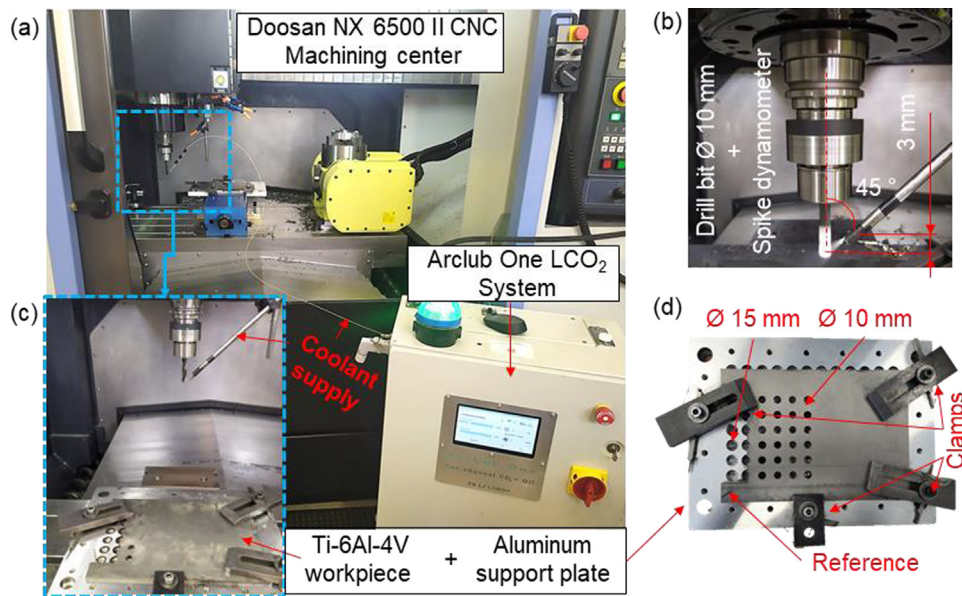 (a)
Doosan NX 6500 II CNC
Machining center
(b)
Drill bit Ø 10 mm
+
Spike dynamometer
45 °
3 mm
Arclub One LCO₂
System
(c)
Coolant
supply
(d)
Ø 15 mm
Ø 10 mm
Clamps
Reference
Ti-6Al-4V
workpiece
+
Aluminum
support plate